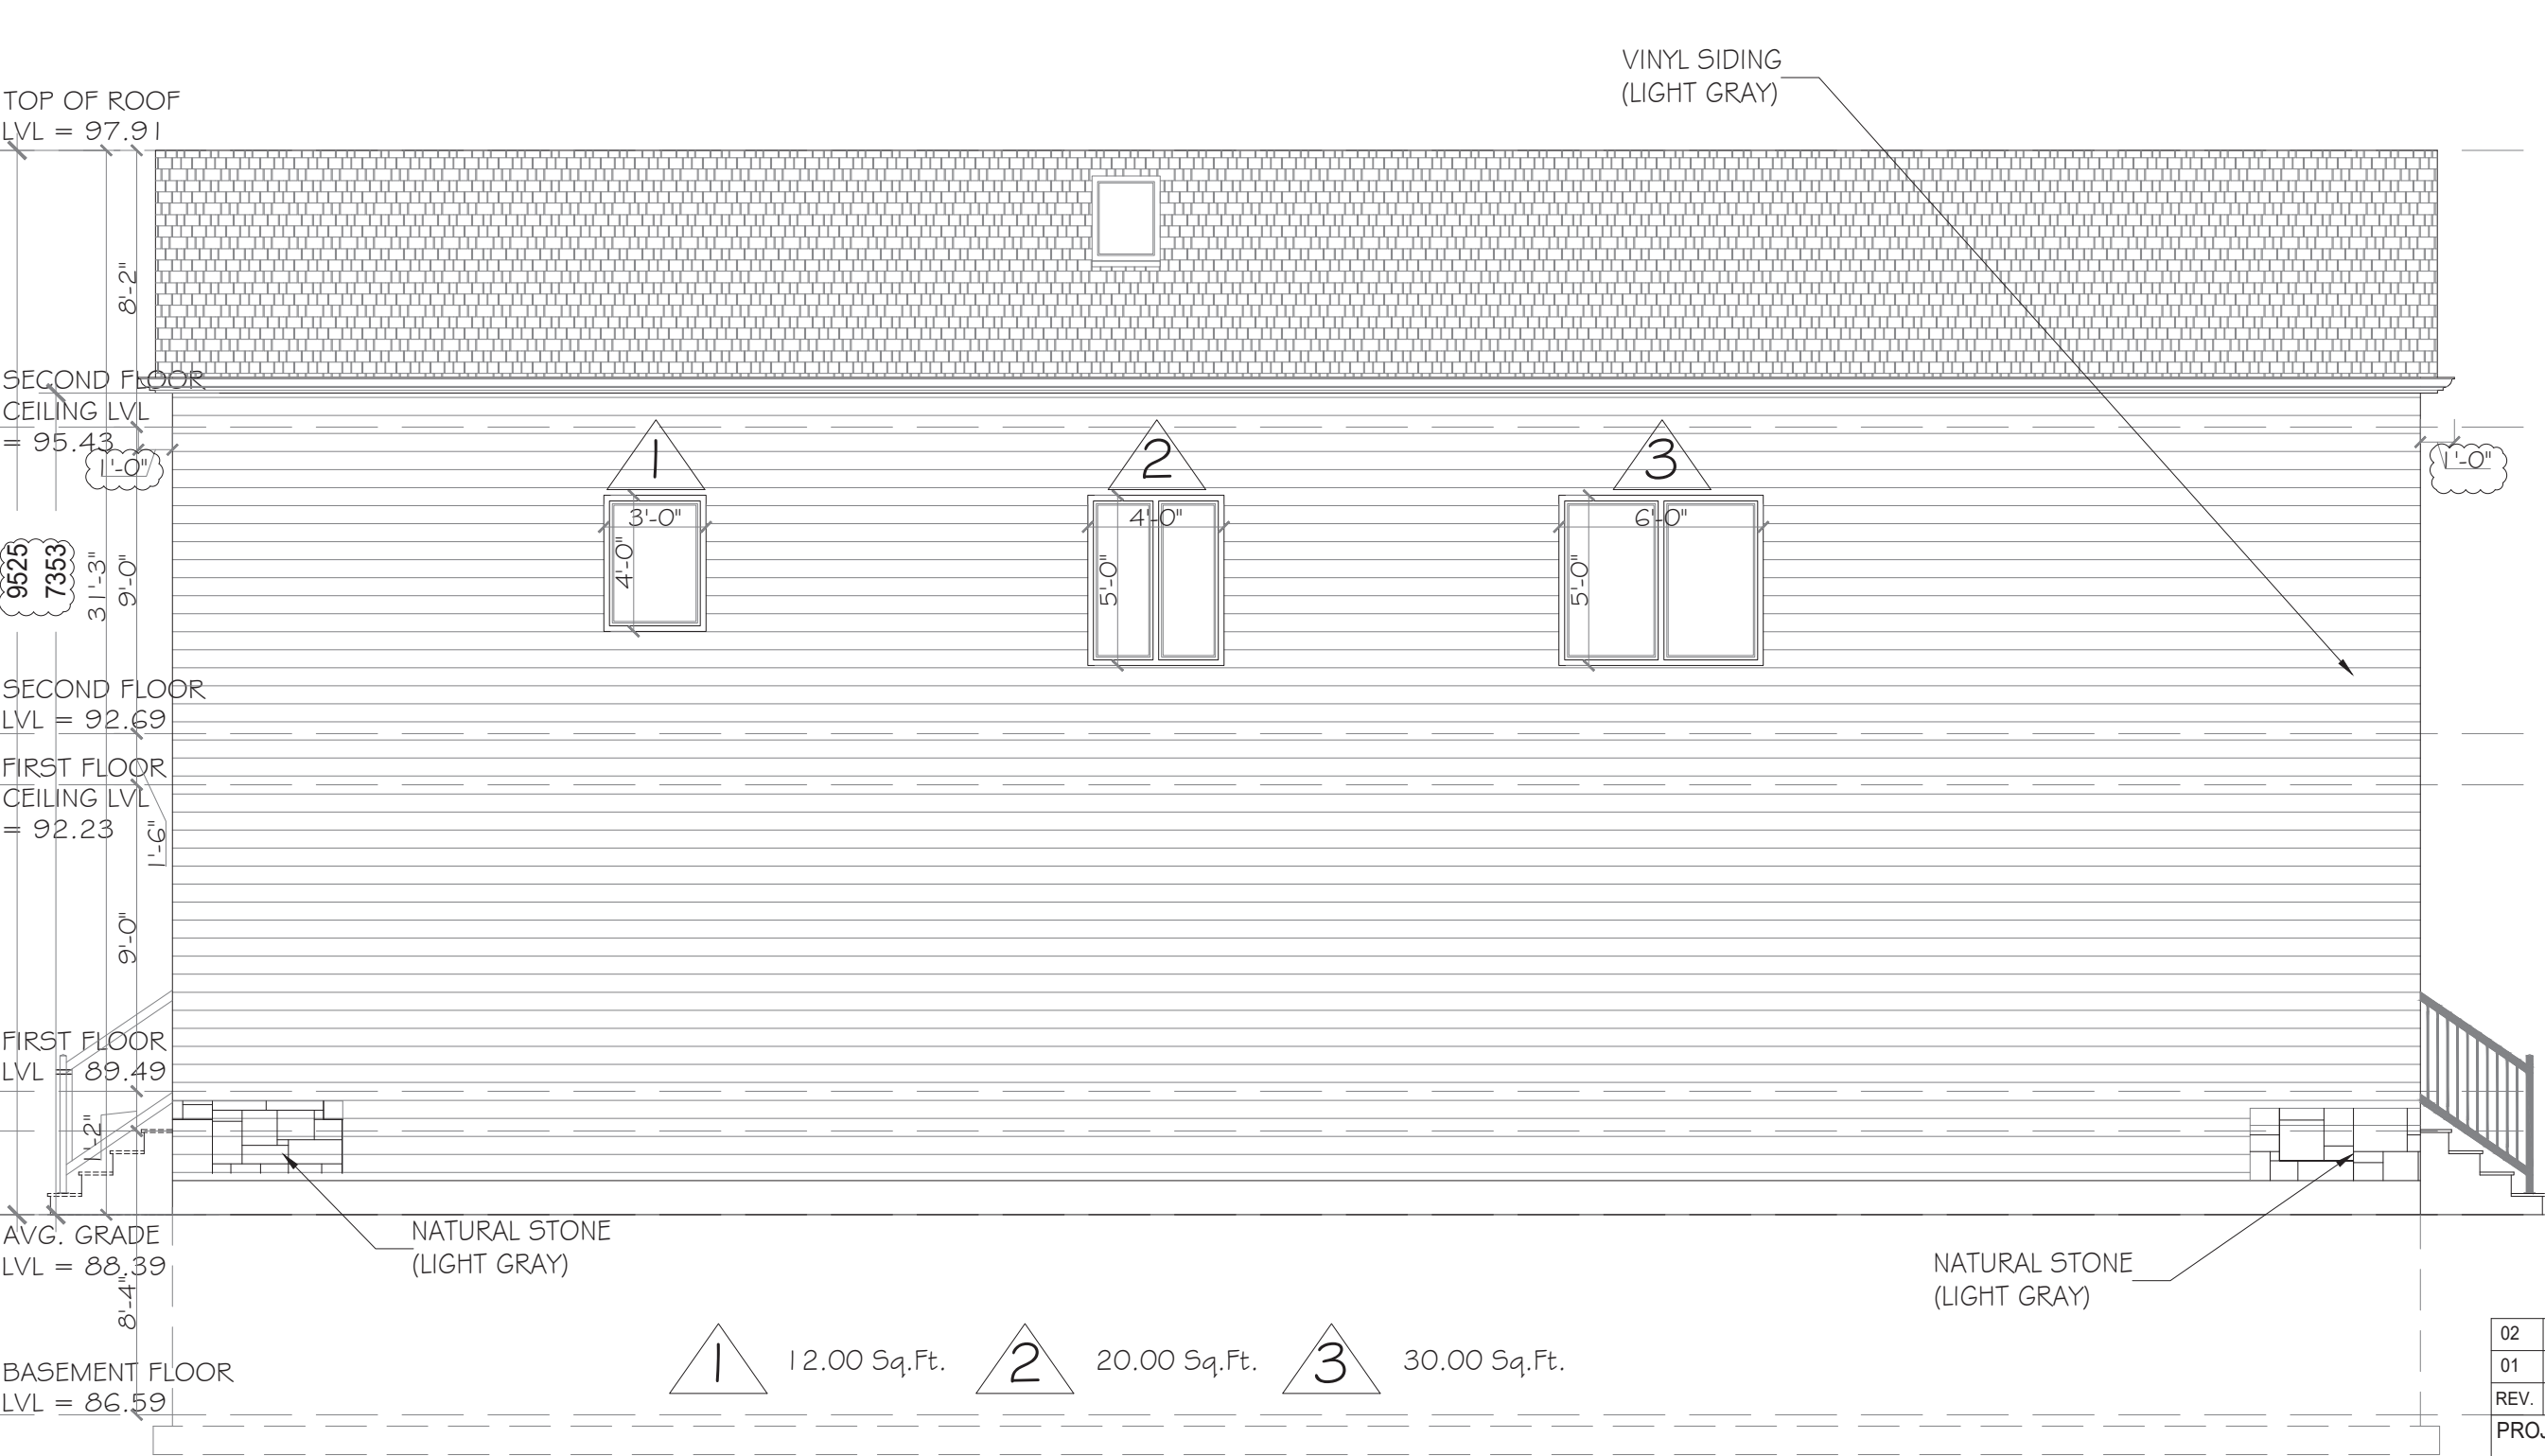 VINYL SIDING
(LIGHT GRAY)
TOP OF ROOF
LVL = 97.91
8'-2"
SECOND FLOOR
CEILING LVL
= 95.43
1'-0"
1'-0"
1
2
3
3'-0"
4'-0"
6'-0"
4'-0"
5'-0"
5'-0"
9525
7353
31'-3"
9'-0"
SECOND FLOOR
LVL = 92.69
FIRST FLOOR
CEILING LVL
= 92.23
1'-6"
9'-0"
FIRST FLOOR
LVL = 89.49
1'-2"
AVG. GRADE
LVL = 88.39
NATURAL STONE
(LIGHT GRAY)
NATURAL STONE
(LIGHT GRAY)
8'-4"
BASEMENT FLOOR
LVL = 86.59
1 12.00 Sq.Ft. 2 20.00 Sq.Ft. 3 30.00 Sq.Ft.
02
01
REV.